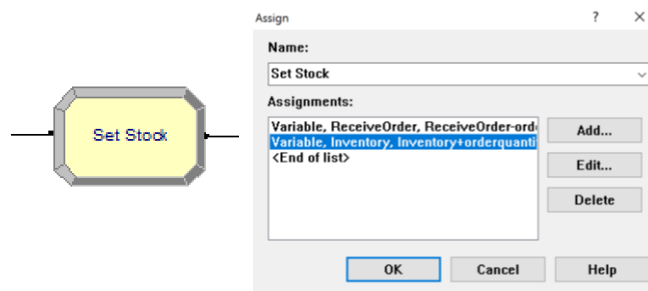 Set Stock
Assign
?
Name:
Set Stock
Assignments:
Variable, ReceiveOrder, ReceiveOrder-ord
Variable, Inventory, Inventory+orderquanti
<End of list>
Add...
Edit...
Delete
OK
Cancel
Help